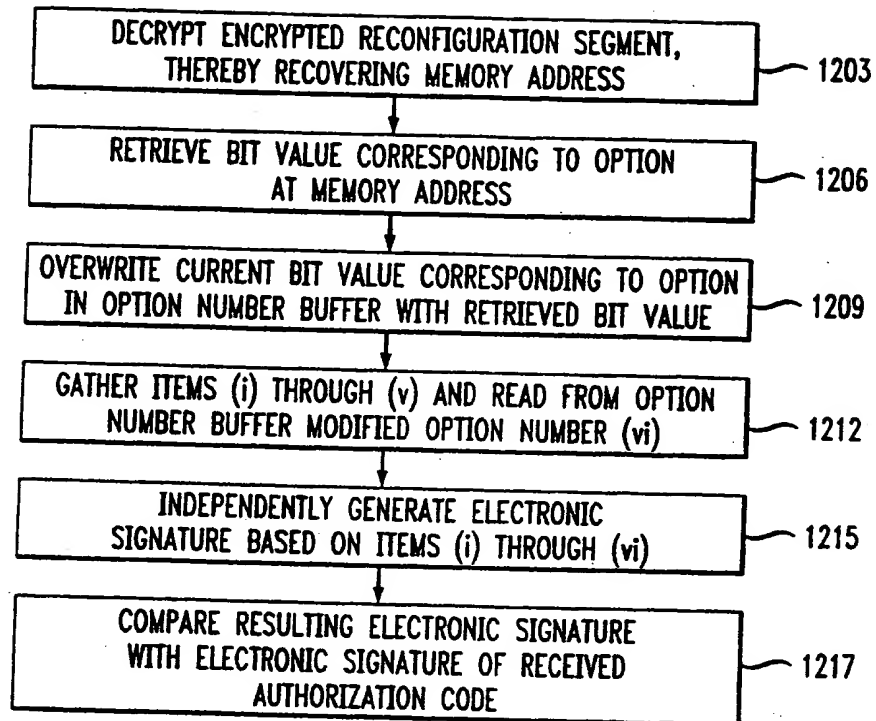 DECRYPT ENCRYPTED RECONFIGURATION SEGMENT,
THEREBY RECOVERING MEMORY ADDRESS
1203
RETRIEVE BIT VALUE CORRESPONDING TO OPTION
AT MEMORY ADDRESS
1206
OVERWRITE CURRENT BIT VALUE CORRESPONDING TO OPTION
IN OPTION NUMBER BUFFER WITH RETRIEVED BIT VALUE
1209
GATHER ITEMS (i) THROUGH (v) AND READ FROM OPTION
NUMBER BUFFER MODIFIED OPTION NUMBER (vi)
1212
INDEPENDENTLY GENERATE ELECTRONIC
SIGNATURE BASED ON ITEMS (i) THROUGH (vi)
1215
COMPARE RESULTING ELECTRONIC SIGNATURE
WITH ELECTRONIC SIGNATURE OF RECEIVED
AUTHORIZATION CODE
1217